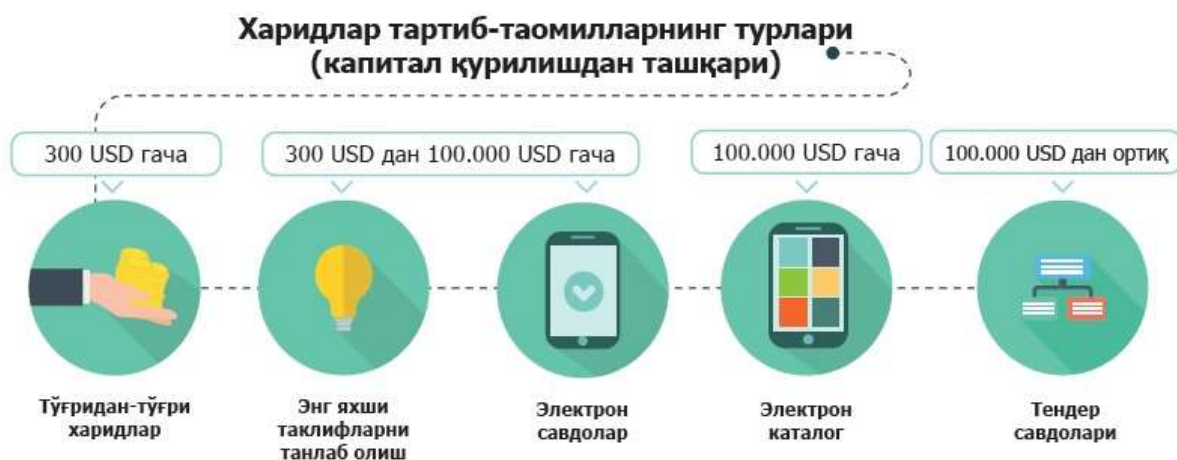 Харидлар тартиб-таомилларнинг турлари
(капитал қурилишдан ташқари)
300 USD гача
300 USD дан 100.000 USD гача
100.000 USD гача
100.000 USD дан ортиқ
Тўғридан-тўғри
харидлар
Энг яхши
таклифларни
танлаб олиш
Электрон
савдолар
Электрон
каталог
Тендер
савдолари